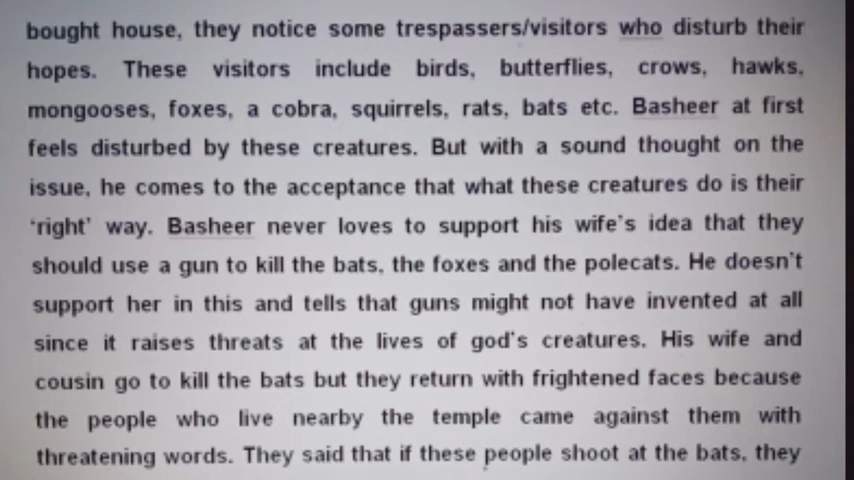 bought house, they notice some trespassers/visitors who disturb their
hopes. These visitors include birds, butterflies, crows, hawks,
mongooses, foxes, a cobra, squirrels, rats, bats etc. Basheer at first
feels disturbed by these creatures. But with a sound thought on the
issue, he comes to the acceptance that what these creatures do is their
‘right’ way. Basheer never loves to support his wife’s idea that they
should use a gun to kill the bats, the foxes and the polecats. He doesn’t
support her in this and tells that guns might not have invented at all
since it raises threats at the lives of god’s creatures. His wife and
cousin go to kill the bats but they return with frightened faces because
the people who live nearby the temple came against them with
threatening words. They said that if these people shoot at the bats, they